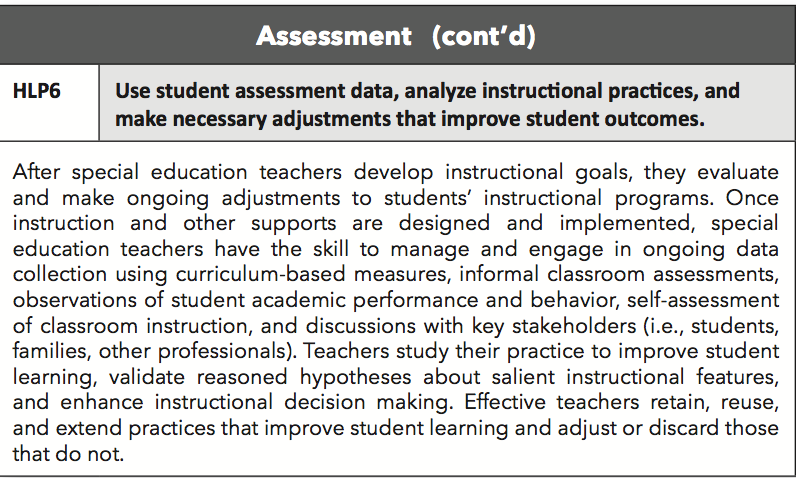 Assessment (cont’d)
HLP6
Use student assessment data, analyze instructional practices, and
make necessary adjustments that improve student outcomes.
After special education teachers develop instructional goals, they evaluate
and make ongoing adjustments to students’ instructional programs. Once
instruction and other supports are designed and implemented, special
education teachers have the skill to manage and engage in ongoing data
collection using curriculum-based measures, informal classroom assessments,
observations of student academic performance and behavior, self-assessment
of classroom instruction, and discussions with key stakeholders (i.e., students,
families, other professionals). Teachers study their practice to improve student
learning, validate reasoned hypotheses about salient instructional features,
and enhance instructional decision making. Effective teachers retain, reuse,
and extend practices that improve student learning and adjust or discard those
that do not.